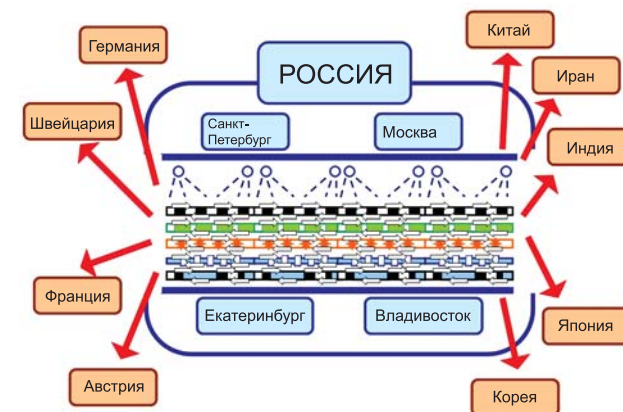 Германия
РОССИЯ
Китай
Иран
Швейцария
Санкт-
Петербург
Москва
Индия
Франция
Екатеринбург
Владивосток
Япония
Австрия
Корея